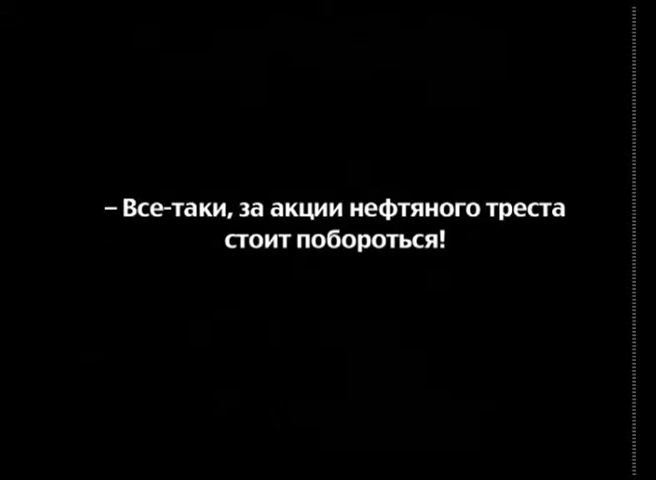 – Все-таки, за акции нефтяного треста
стоит побороться!